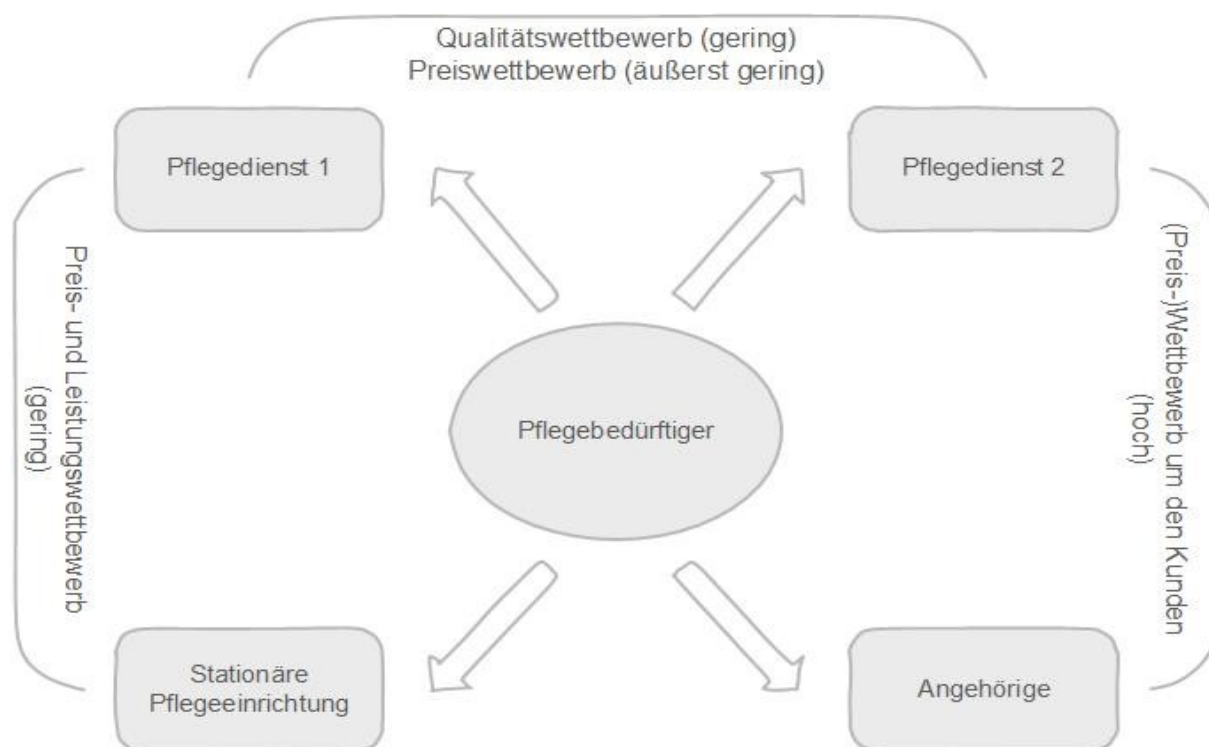 Qualitätswettbewerb (gering)
Preiswettbewerb (äußerst gering)
Pflegedienst 1
Pflegedienst 2
Preis- und Leistungswettbewerb
(gering)
(Preis-)Wettbewerb um den Kunden
(hoch)
Pflegebedürftiger
Stationäre
Pflegeeinrichtung
Angehörige